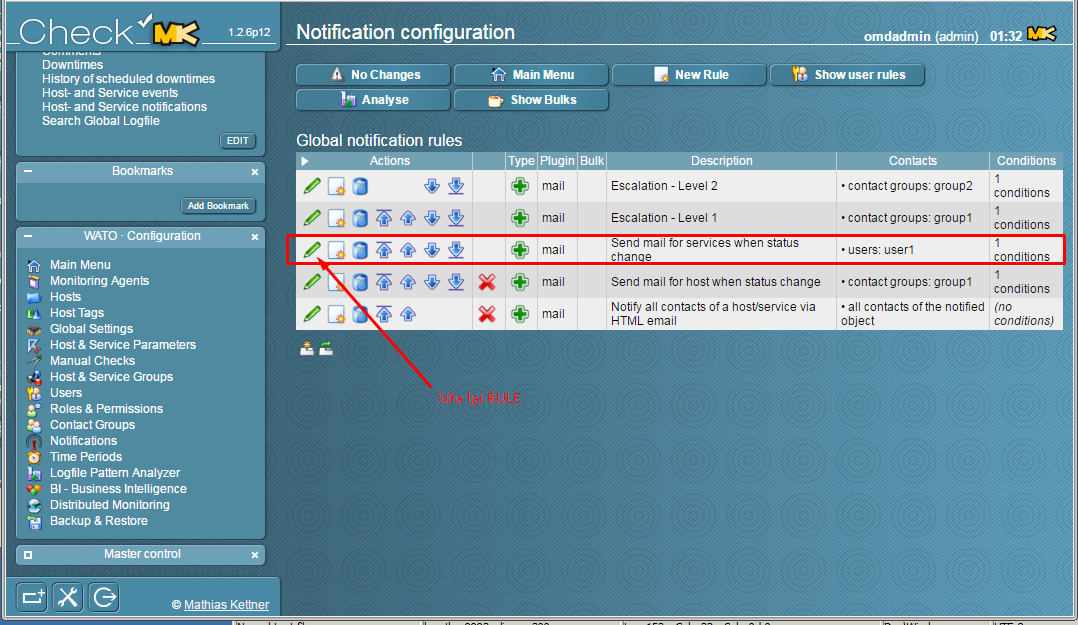 Check MK 1.2.6p12
Comments
Downtimes
History of scheduled downtimes
Host- and Service events
Host- and Service notifications
Search Global Logfile
EDIT
Bookmarks
Add Bookmark
WATO · Configuration
Main Menu
Monitoring Agents
Hosts
Host Tags
Global Settings
Host & Service Parameters
Manual Checks
Host & Service Groups
Users
Roles & Permissions
Contact Groups
Notifications
Time Periods
Logfile Pattern Analyzer
BI - Business Intelligence
Distributed Monitoring
Backup & Restore
Master control
© Mathias Kettner
Notification configuration
omdadmin (admin) 01:32 MK
No Changes Main Menu New Rule Show user rules
Analyse Show Bulks
Global notification rules
Actions Type Plugin Bulk Description Contacts Conditions
mail Escalation - Level 2 • contact groups: group2 1
conditions
mail Escalation - Level 1 • contact groups: group1 1
conditions
mail Send mail for services when status
change • users: user1 1
conditions
mail Send mail for host when status change • contact groups: group1 1
conditions
mail Notify all contacts of a host/service via
HTML email • all contacts of the notified
object (no
conditions)
RULE